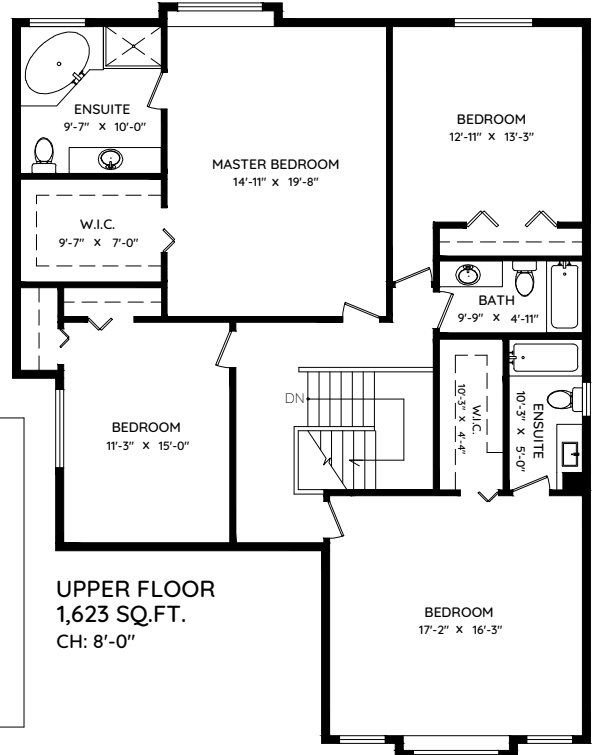 ENSUITE
9'-7" X 10'-0"
MASTER BEDROOM
14'-11" X 19'-8"
BEDROOM
12'-11" X 13'-3"
W.I.C.
9'-7" X 7'-0"
BATH
9'-9" X 4'-11"
DN
W.I.C.
10'-3" X 4'-4"
ENSUITE
10'-3" X 5'-0"
BEDROOM
11'-3" X 15'-0"
UPPER FLOOR
1,623 SQ.FT.
CH: 8'-0"
BEDROOM
17'-2" X 16'-3"